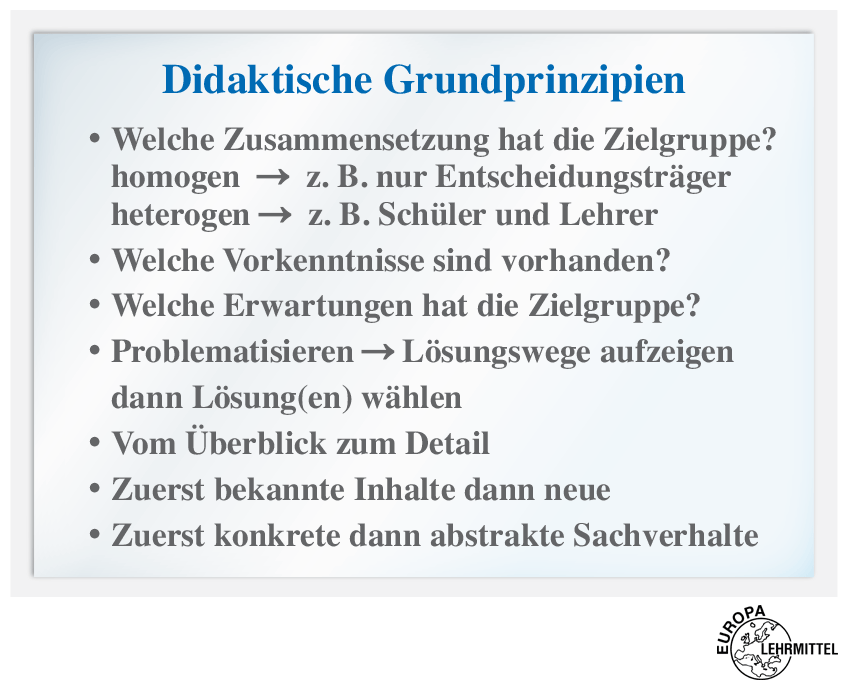 Didaktische Grundprinzipien
• Welche Zusammensetzung hat die Zielgruppe?
homogen → z. B. nur Entscheidungsträger
heterogen → z. B. Schüler und Lehrer
• Welche Vorkenntnisse sind vorhanden?
• Welche Erwartungen hat die Zielgruppe?
• Problematisieren → Lösungswege aufzeigen
dann Lösung(en) wählen
• Vom Überblick zum Detail
• Zuerst bekannte Inhalte dann neue
• Zuerst konkrete dann abstrakte Sachverhalte
EUROPA
LEHRMITTEL